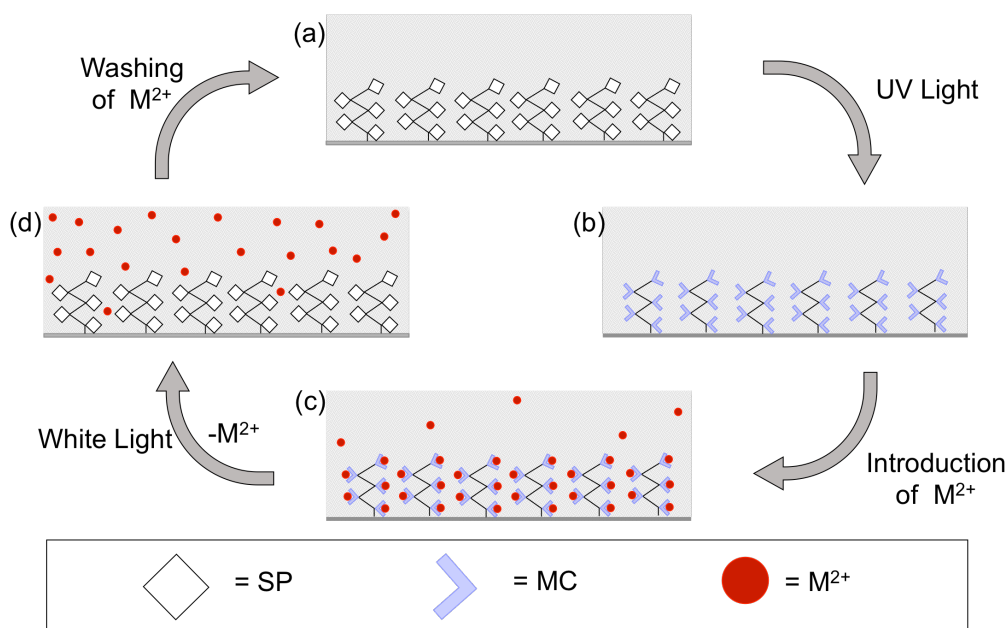 (a)
Washing
of M²⁺
UV Light
(d)
(b)
(c)
White Light
-M²⁺
Introduction
of M²⁺
= SP
= MC
= M²⁺